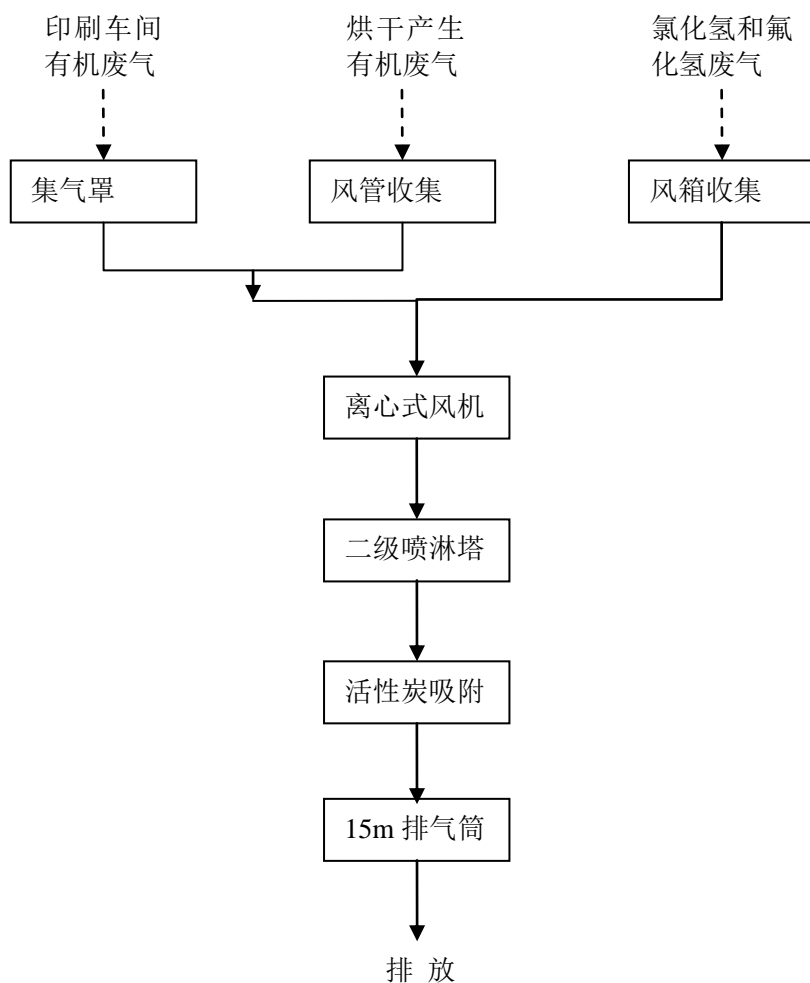 印刷车间
有机废气
烘干产生
有机废气
氯化氢和氟
化氢废气
集气罩
风管收集
风箱收集
离心式风机
二级喷淋塔
活性炭吸附
15m 排气筒
排 放